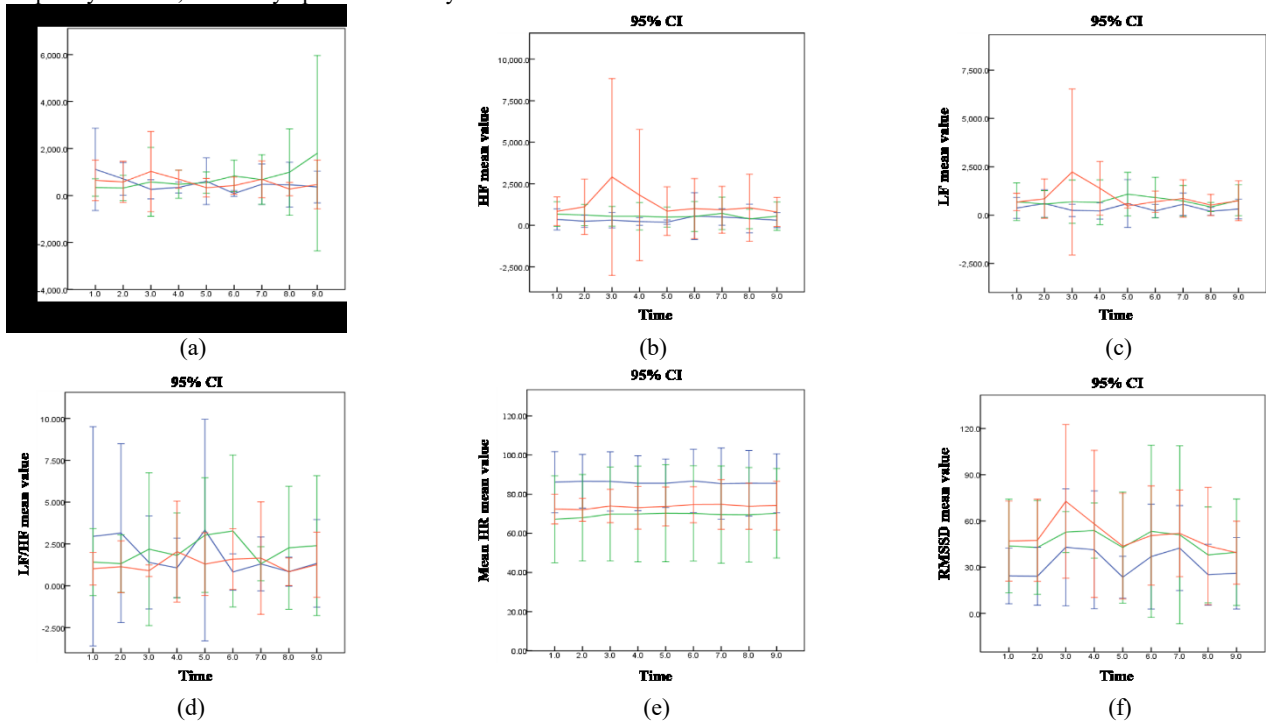 6,000.0
4,000.0
2,000.0
0.0
-2,000.0
-4,000.0
1.0 2.0 3.0 4.0 5.0 6.0 7.0 8.0 9.0
(a)
95% CI
HF mean value
10,000.0
7,500.0
5,000.0
2,500.0
0.0
-2,500.0
1.0 2.0 3.0 4.0 5.0 6.0 7.0 8.0 9.0
Time
(b)
95% CI
LF mean value
7,500.0
5,000.0
2,500.0
0.0
-2,500.0
1.0 2.0 3.0 4.0 5.0 6.0 7.0 8.0 9.0
Time
(c)
95% CI
LF/HF mean value
10.000
7.500
5.000
2.500
0.000
-2.500
1.0 2.0 3.0 4.0 5.0 6.0 7.0 8.0 9.0
Time
(d)
95% CI
Mean HR mean value
120.00
100.00
80.00
60.00
40.00
20.00
0.00
1.0 2.0 3.0 4.0 5.0 6.0 7.0 8.0 9.0
Time
(e)
95% CI
RMSSD mean value
120.0
90.0
60.0
30.0
0.0
1.0 2.0 3.0 4.0 5.0 6.0 7.0 8.0 9.0
Time
(f)